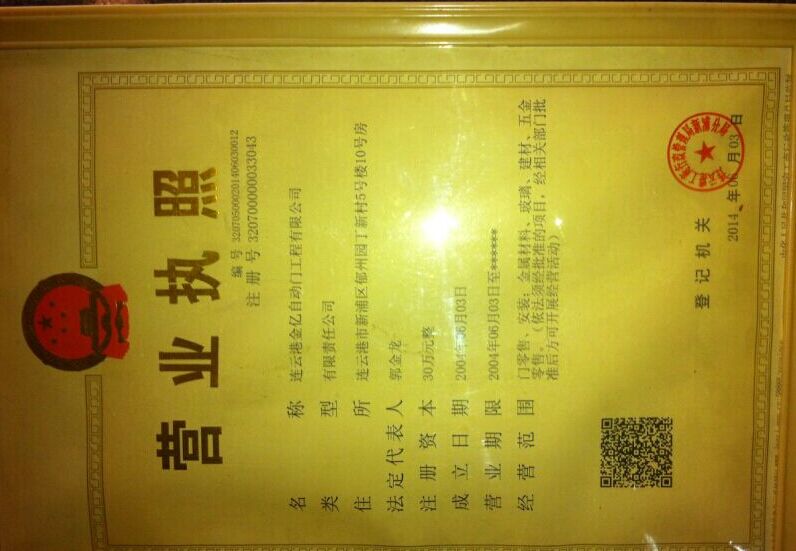 营业执照
编号 320705000201406030012
注册号 320700000033043
名称 连云港金亿自动门工程有限公司
类型 有限责任公司
住所 连云港市新浦区郁州园丁新村5号楼10号房
法定代表人 郭金龙
注册资本 30万元整
成立日期 2004年06月03日
营业期限 2004年06月03日至******
经营范围 门零售、安装；金属材料、玻璃、建材、五金
零售。（依法须经批准的项目，经相关部门批
准后方可开展经营活动）
登记机关
2014年06月03日